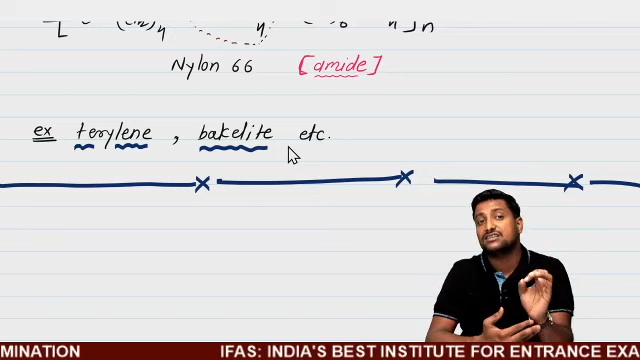 Nylon 66 [amide]
ex terylene, bakelite etc.
MINATION IFAS: INDIA'S BEST INSTITUTE FOR ENTRANCE EXA